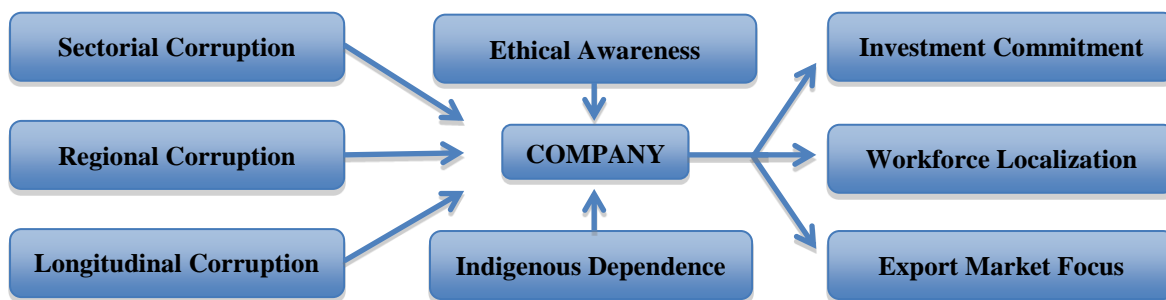 Sectorial Corruption
Ethical Awareness
Investment Commitment
Regional Corruption
COMPANY
Workforce Localization
Longitudinal Corruption
Indigenous Dependence
Export Market Focus